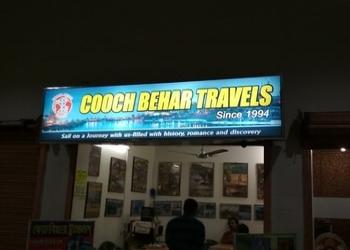 COOCH BEHAR TRAVELS
Since 1994
Sail on a Journey with us-filled with history, romance and discovery